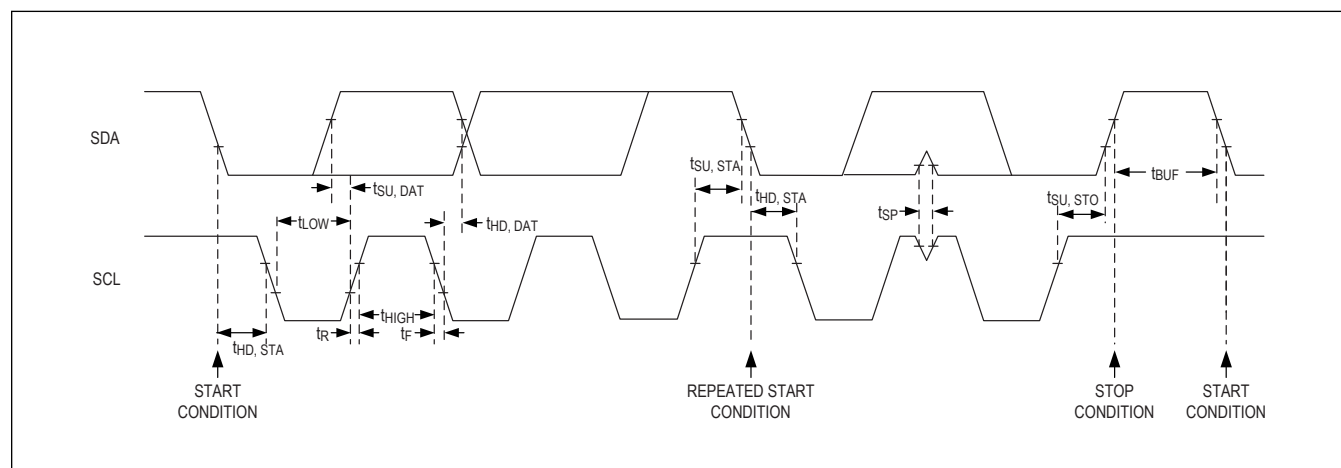 SDA
tSU, DAT
tLOW
tHD, DAT
tSU, STA
tHD, STA
tSP
tSU, STO
tBUF
SCL
tHD, STA
tR
tHIGH
tF
START
CONDITION
REPEATED START
CONDITION
STOP
CONDITION
START
CONDITION